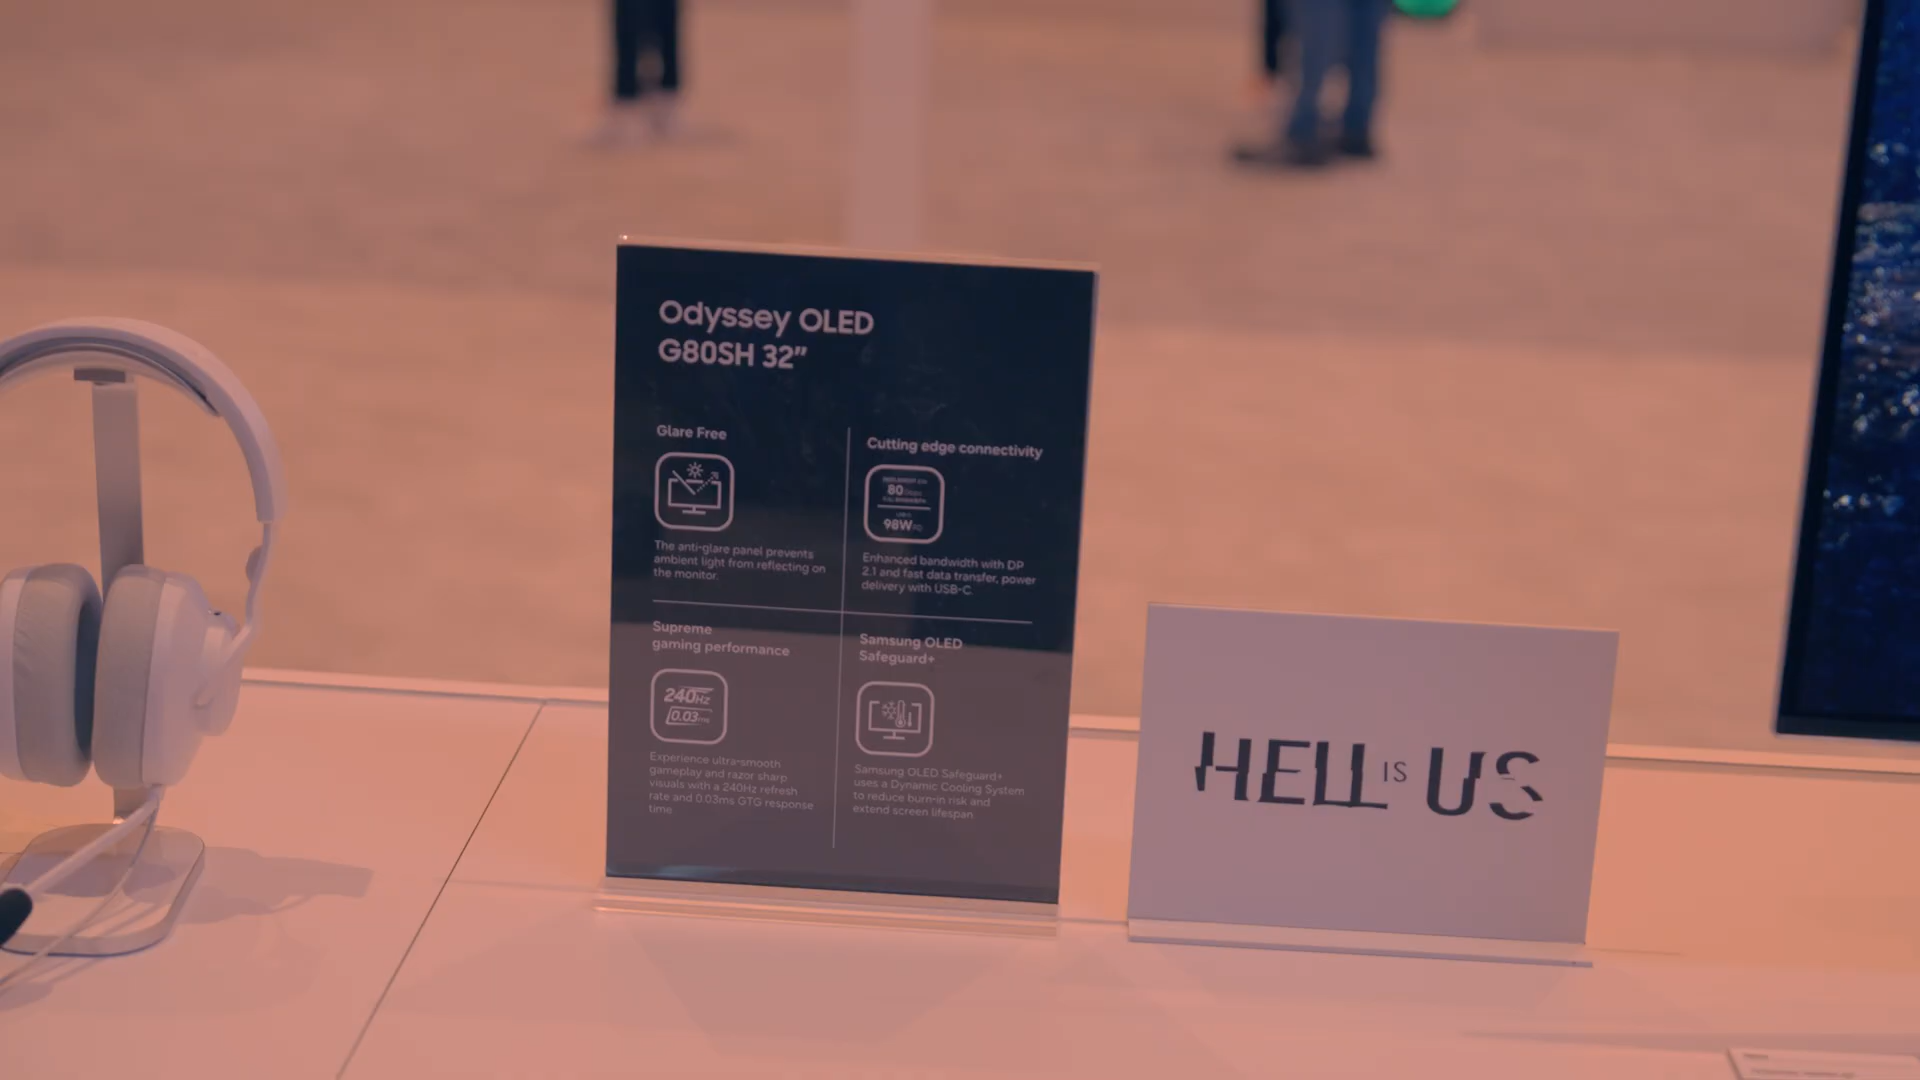 Odyssey OLED
G80SH 32”
Glare Free
The anti-glare panel prevents
ambient light from reflecting on
the monitor.
Cutting edge connectivity
80
98W
Enhanced bandwidth with DP
2.1 and fast data transfer, power
delivery with USB-C.
Supreme
gaming performance
240Hz
0.03ms
Experience ultra-smooth
gameplay and razor sharp
visuals with a 240Hz refresh
rate and 0.03ms GTG response
time.
Samsung OLED
Safeguard+
Samsung OLED Safeguard+
uses a Dynamic Cooling System
to reduce burn-in risk and
extend screen lifespan
HELL IS US